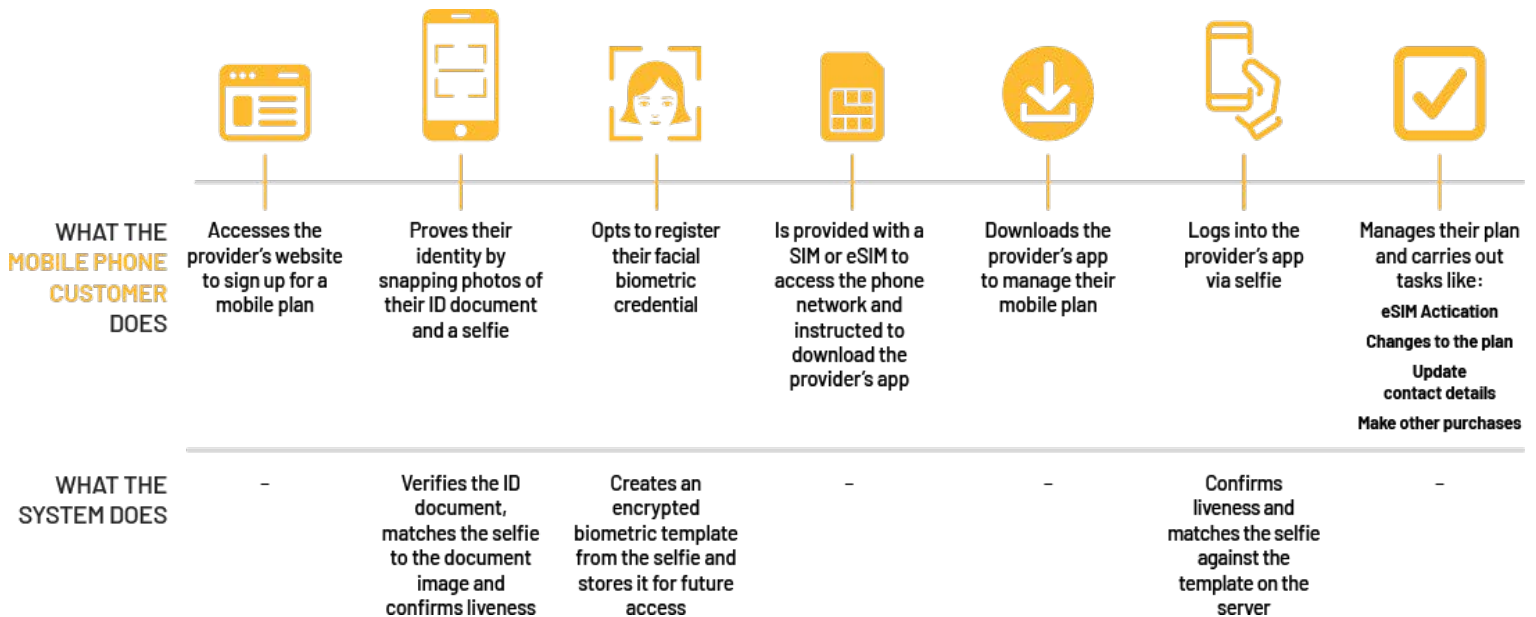 WHAT THE
MOBILE PHONE
CUSTOMER
DOES
Accesses the
provider's website
to sign up for a
mobile plan
Proves their
identity by
snapping photos of
their ID document
and a selfie
Opts to register
their facial
biometric
credential
Is provided with a
SIM or eSIM to
access the phone
network and
instructed to
download the
provider's app
Downloads the
provider's app
to manage their
mobile plan
Logs into the
provider's app
via selfie
Manages their plan
and carries out
tasks like:
eSIM Actication
Changes to the plan
Update
contact details
Make other purchases
WHAT THE
SYSTEM DOES
–
Verifies the ID
document,
matches the selfie
to the document
image and
confirms liveness
Creates an
encrypted
biometric template
from the selfie and
stores it for future
access
–
–
Confirms
liveness and
matches the selfie
against the
template on the
server
–